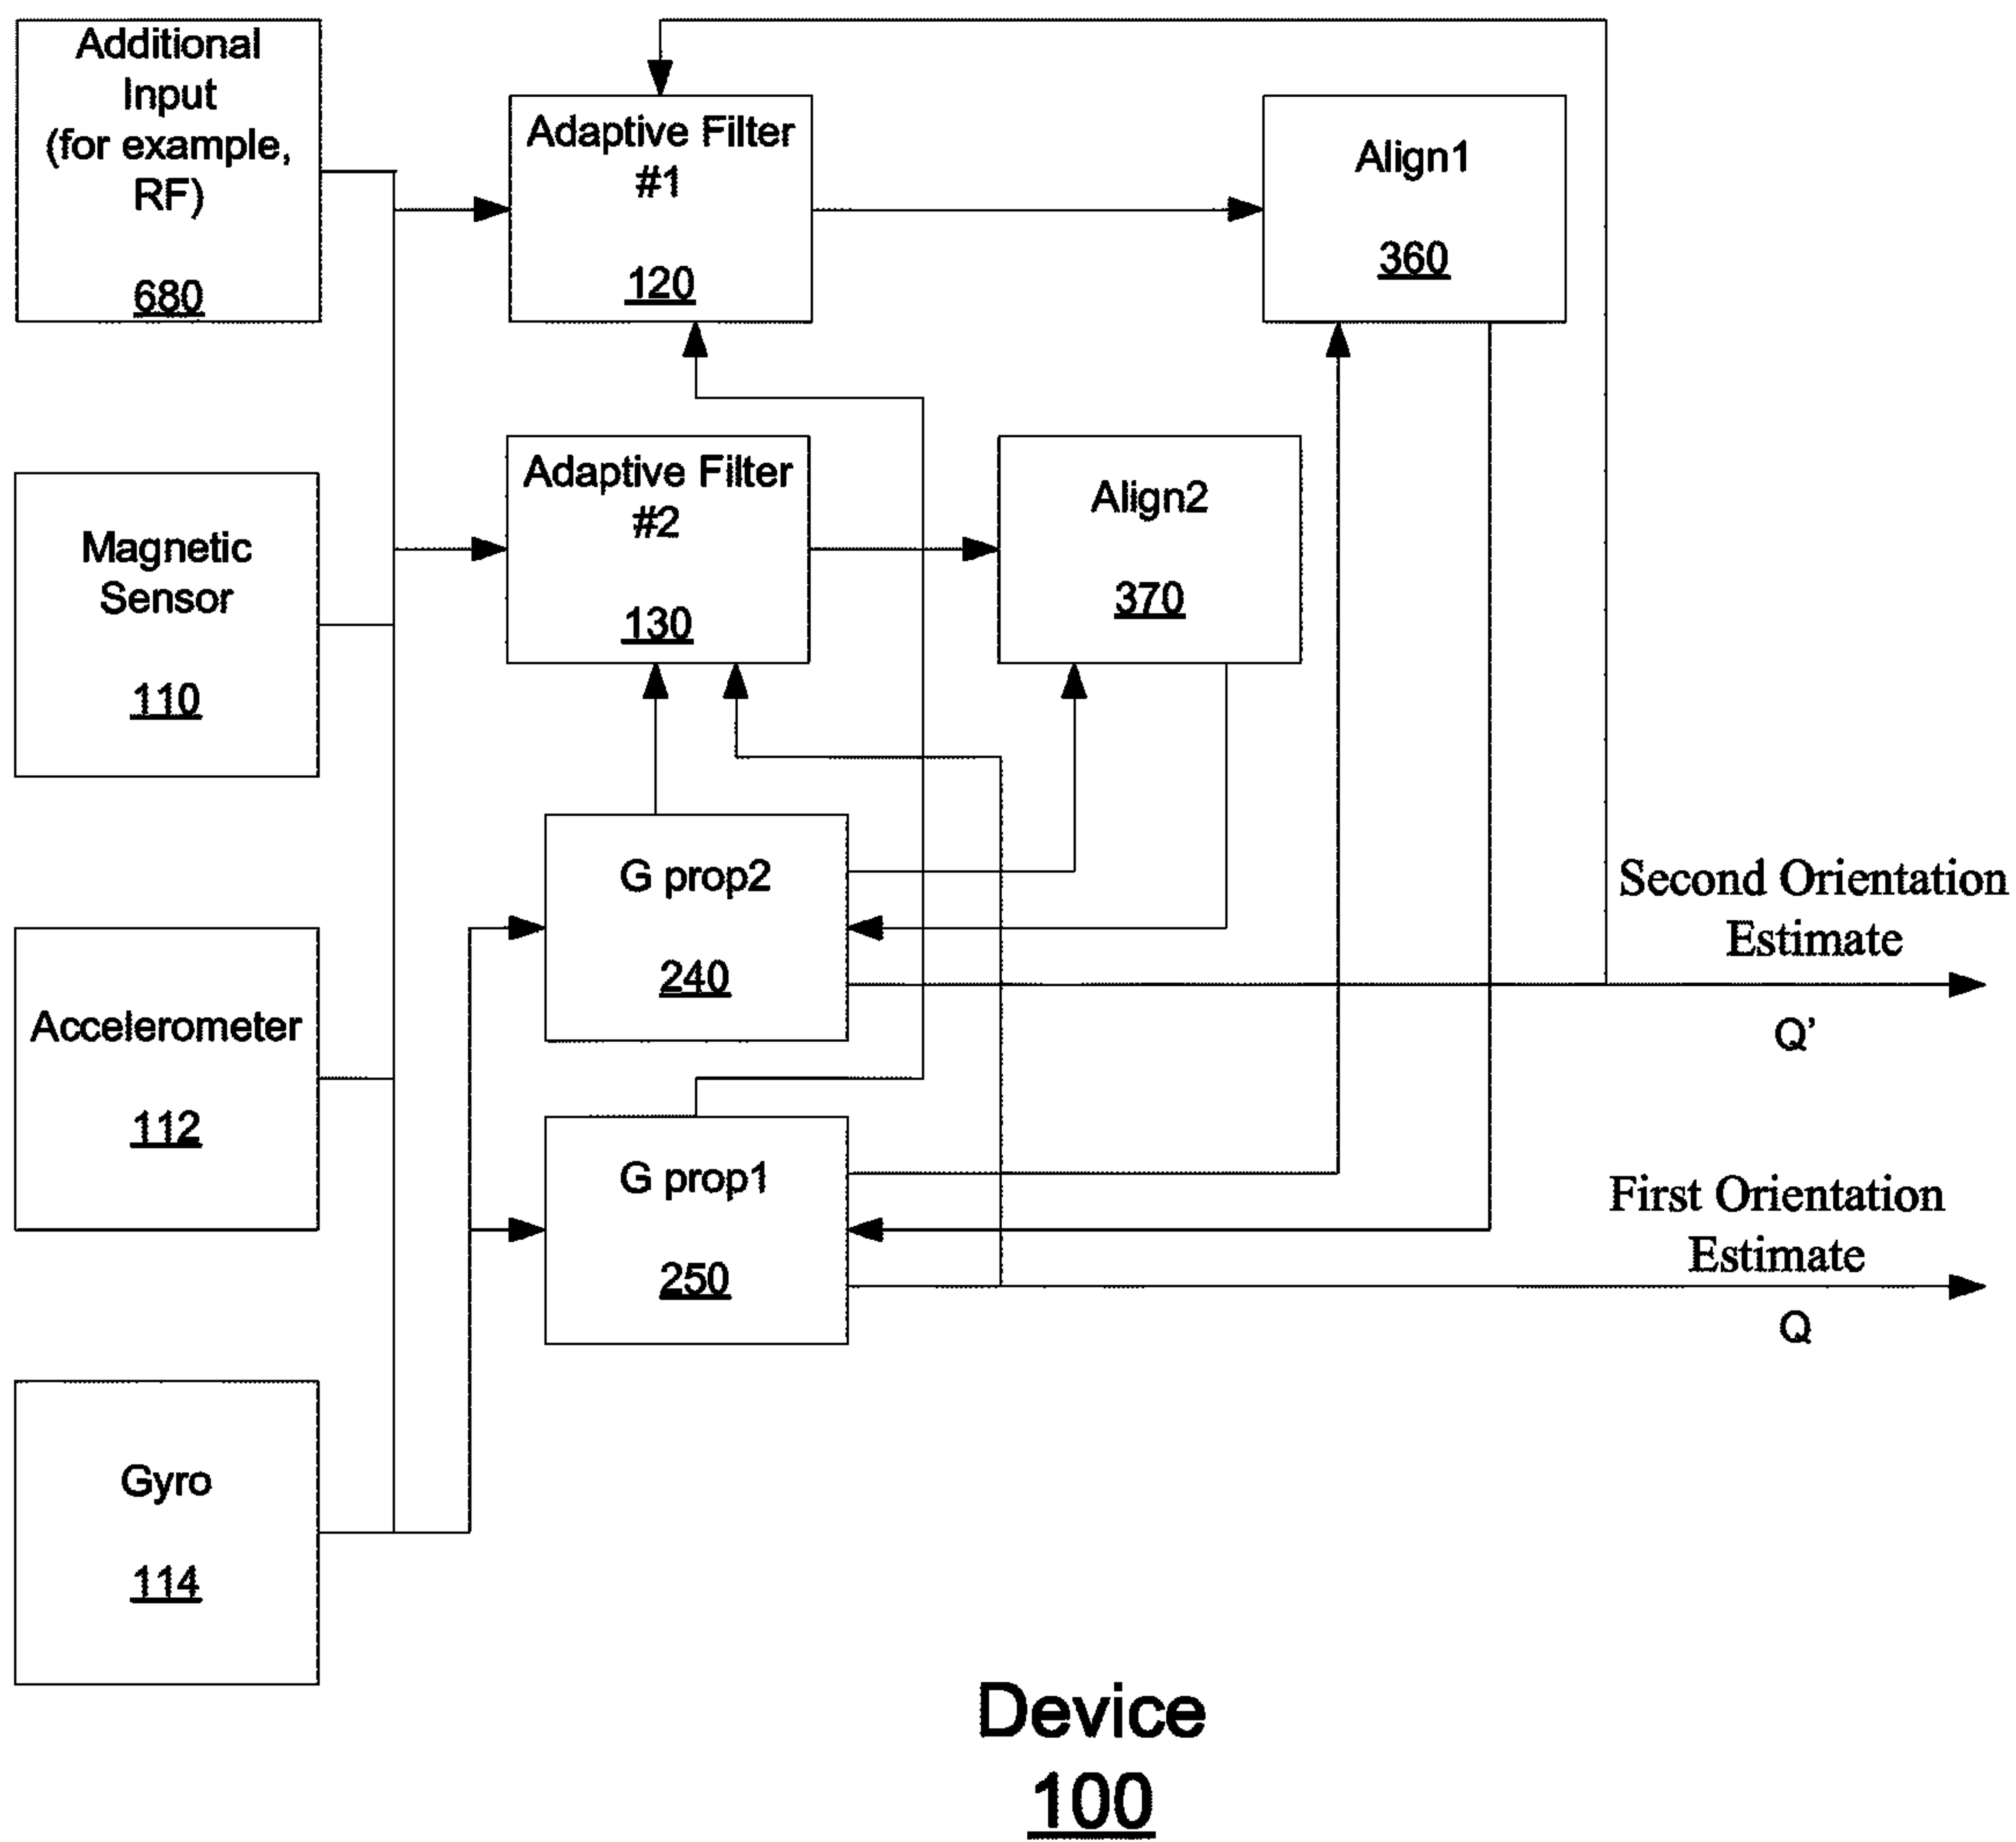 Additional
Input
(for example,
RF)
680
Adaptive Filter
#1
120
Align1
360
Magnetic
Sensor
110
Adaptive Filter
#2
130
Align2
370
Accelerometer
112
G prop2
240
Second Orientation
Estimate
Q’
G prop1
250
First Orientation
Estimate
Q
Gyro
114
Device
100